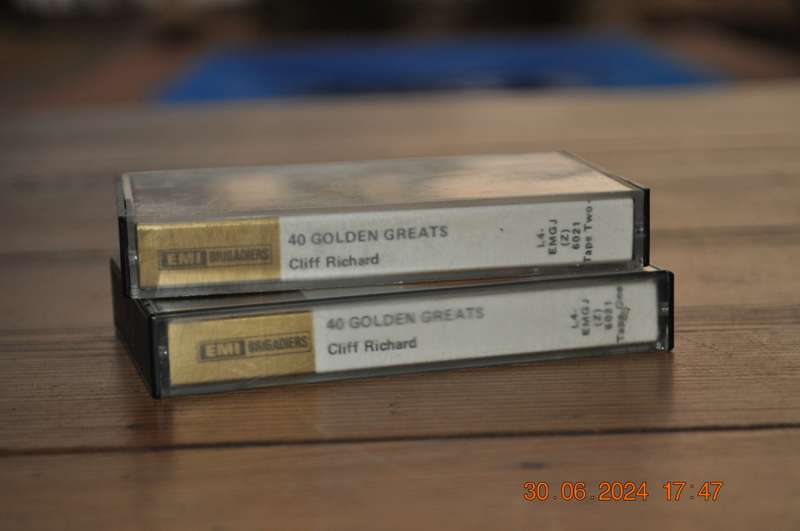 EMI BRIGADIERS
40 GOLDEN GREATS
Cliff Richard
L4-
EMGJ
(Z)
6021
Tape Two
EMI BRIGADIERS
40 GOLDEN GREATS
Cliff Richard
L4-
EMGJ
(Z)
6021
Tape One
30.06.2024 17:47